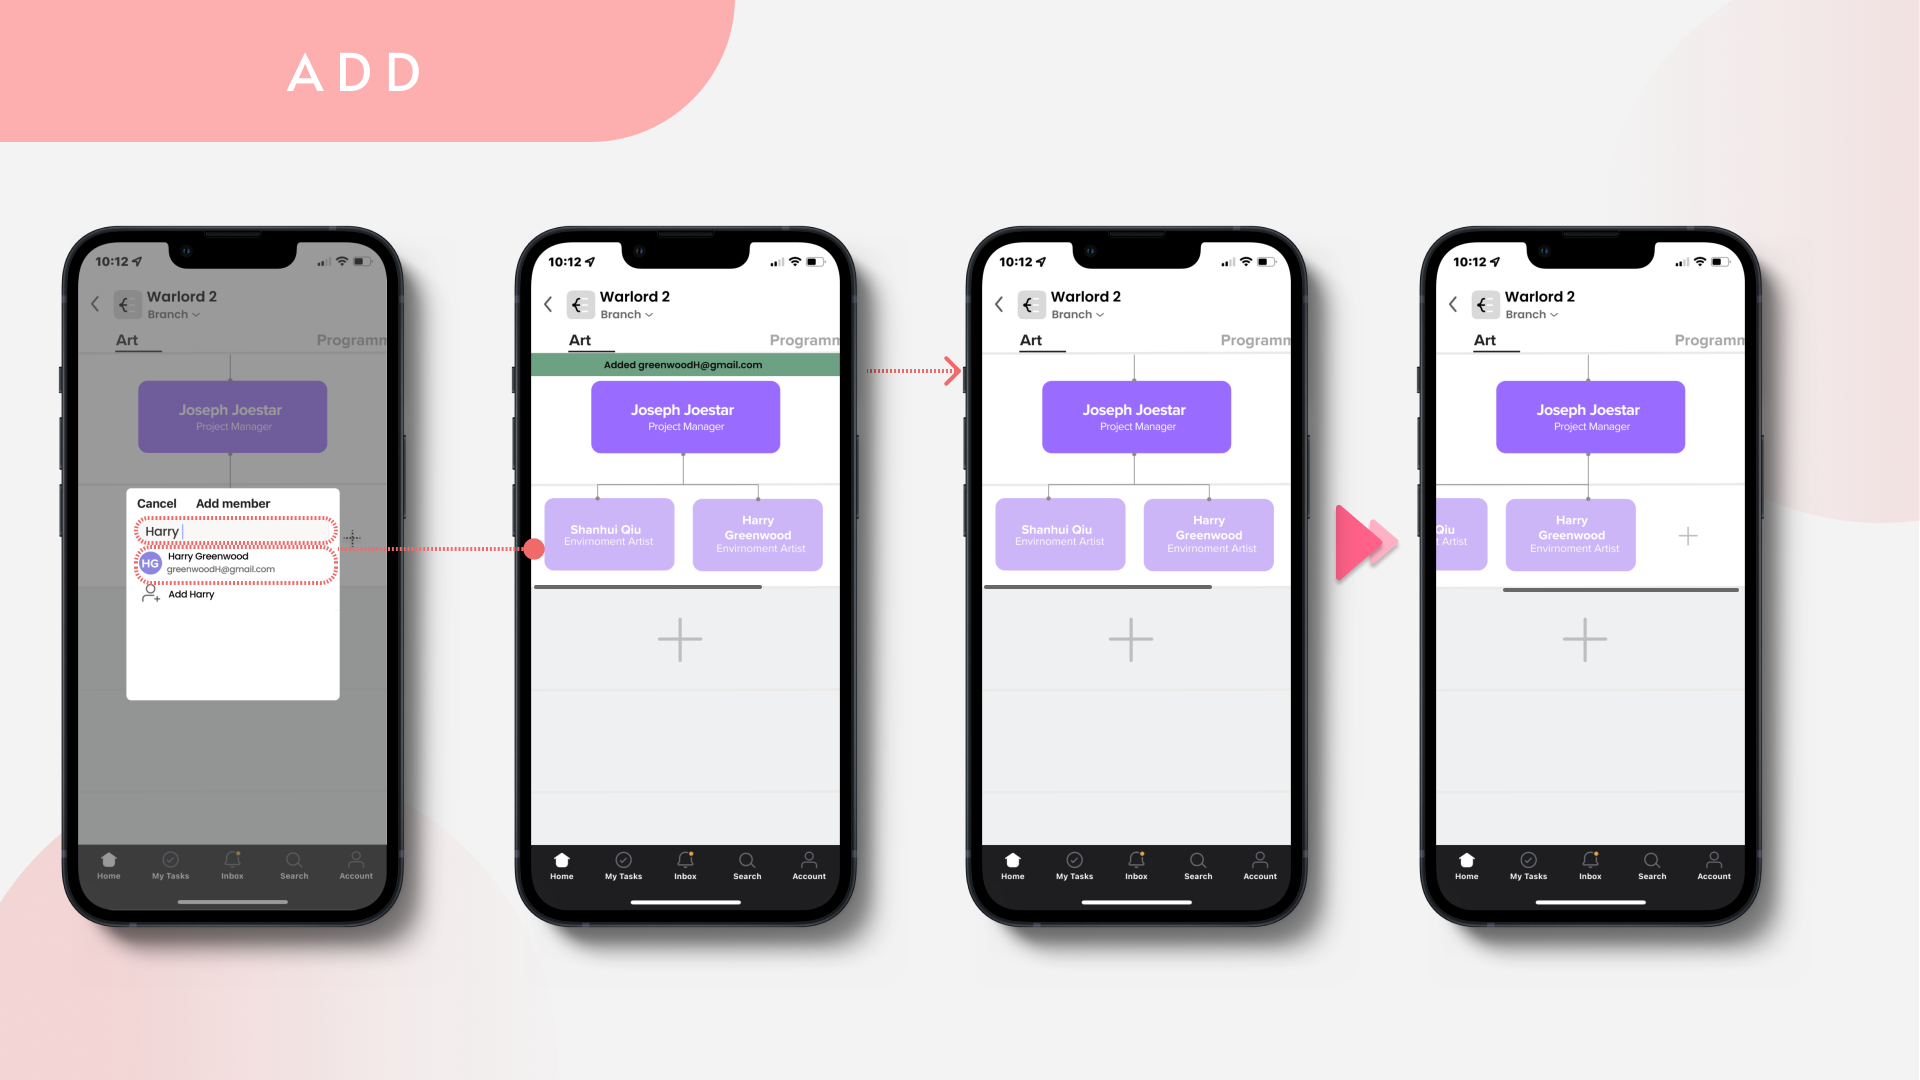 ADD
10:12
Warlord 2
Branch
Art
Programm
Joseph Joestar
Project Manager
Cancel
Add member
Harry
HG
Harry Greenwood
greenwoodH@gmail.com
Add Harry
Home
My Tasks
Inbox
Search
Account
10:12
Warlord 2
Branch
Art
Programm
Added greenwoodH@gmail.com
Joseph Joestar
Project Manager
Shanhui Qiu
Envirnoment Artist
Harry
Greenwood
Envirnoment Artist
Home
My Tasks
Inbox
Search
Account
10:12
Warlord 2
Branch
Art
Programm
Joseph Joestar
Project Manager
Shanhui Qiu
Envirnoment Artist
Harry
Greenwood
Envirnoment Artist
Home
My Tasks
Inbox
Search
Account
10:12
Warlord 2
Branch
Art
Programm
Joseph Joestar
Project Manager
Qiu
t Artist
Harry
Greenwood
Envirnoment Artist
Home
My Tasks
Inbox
Search
Account